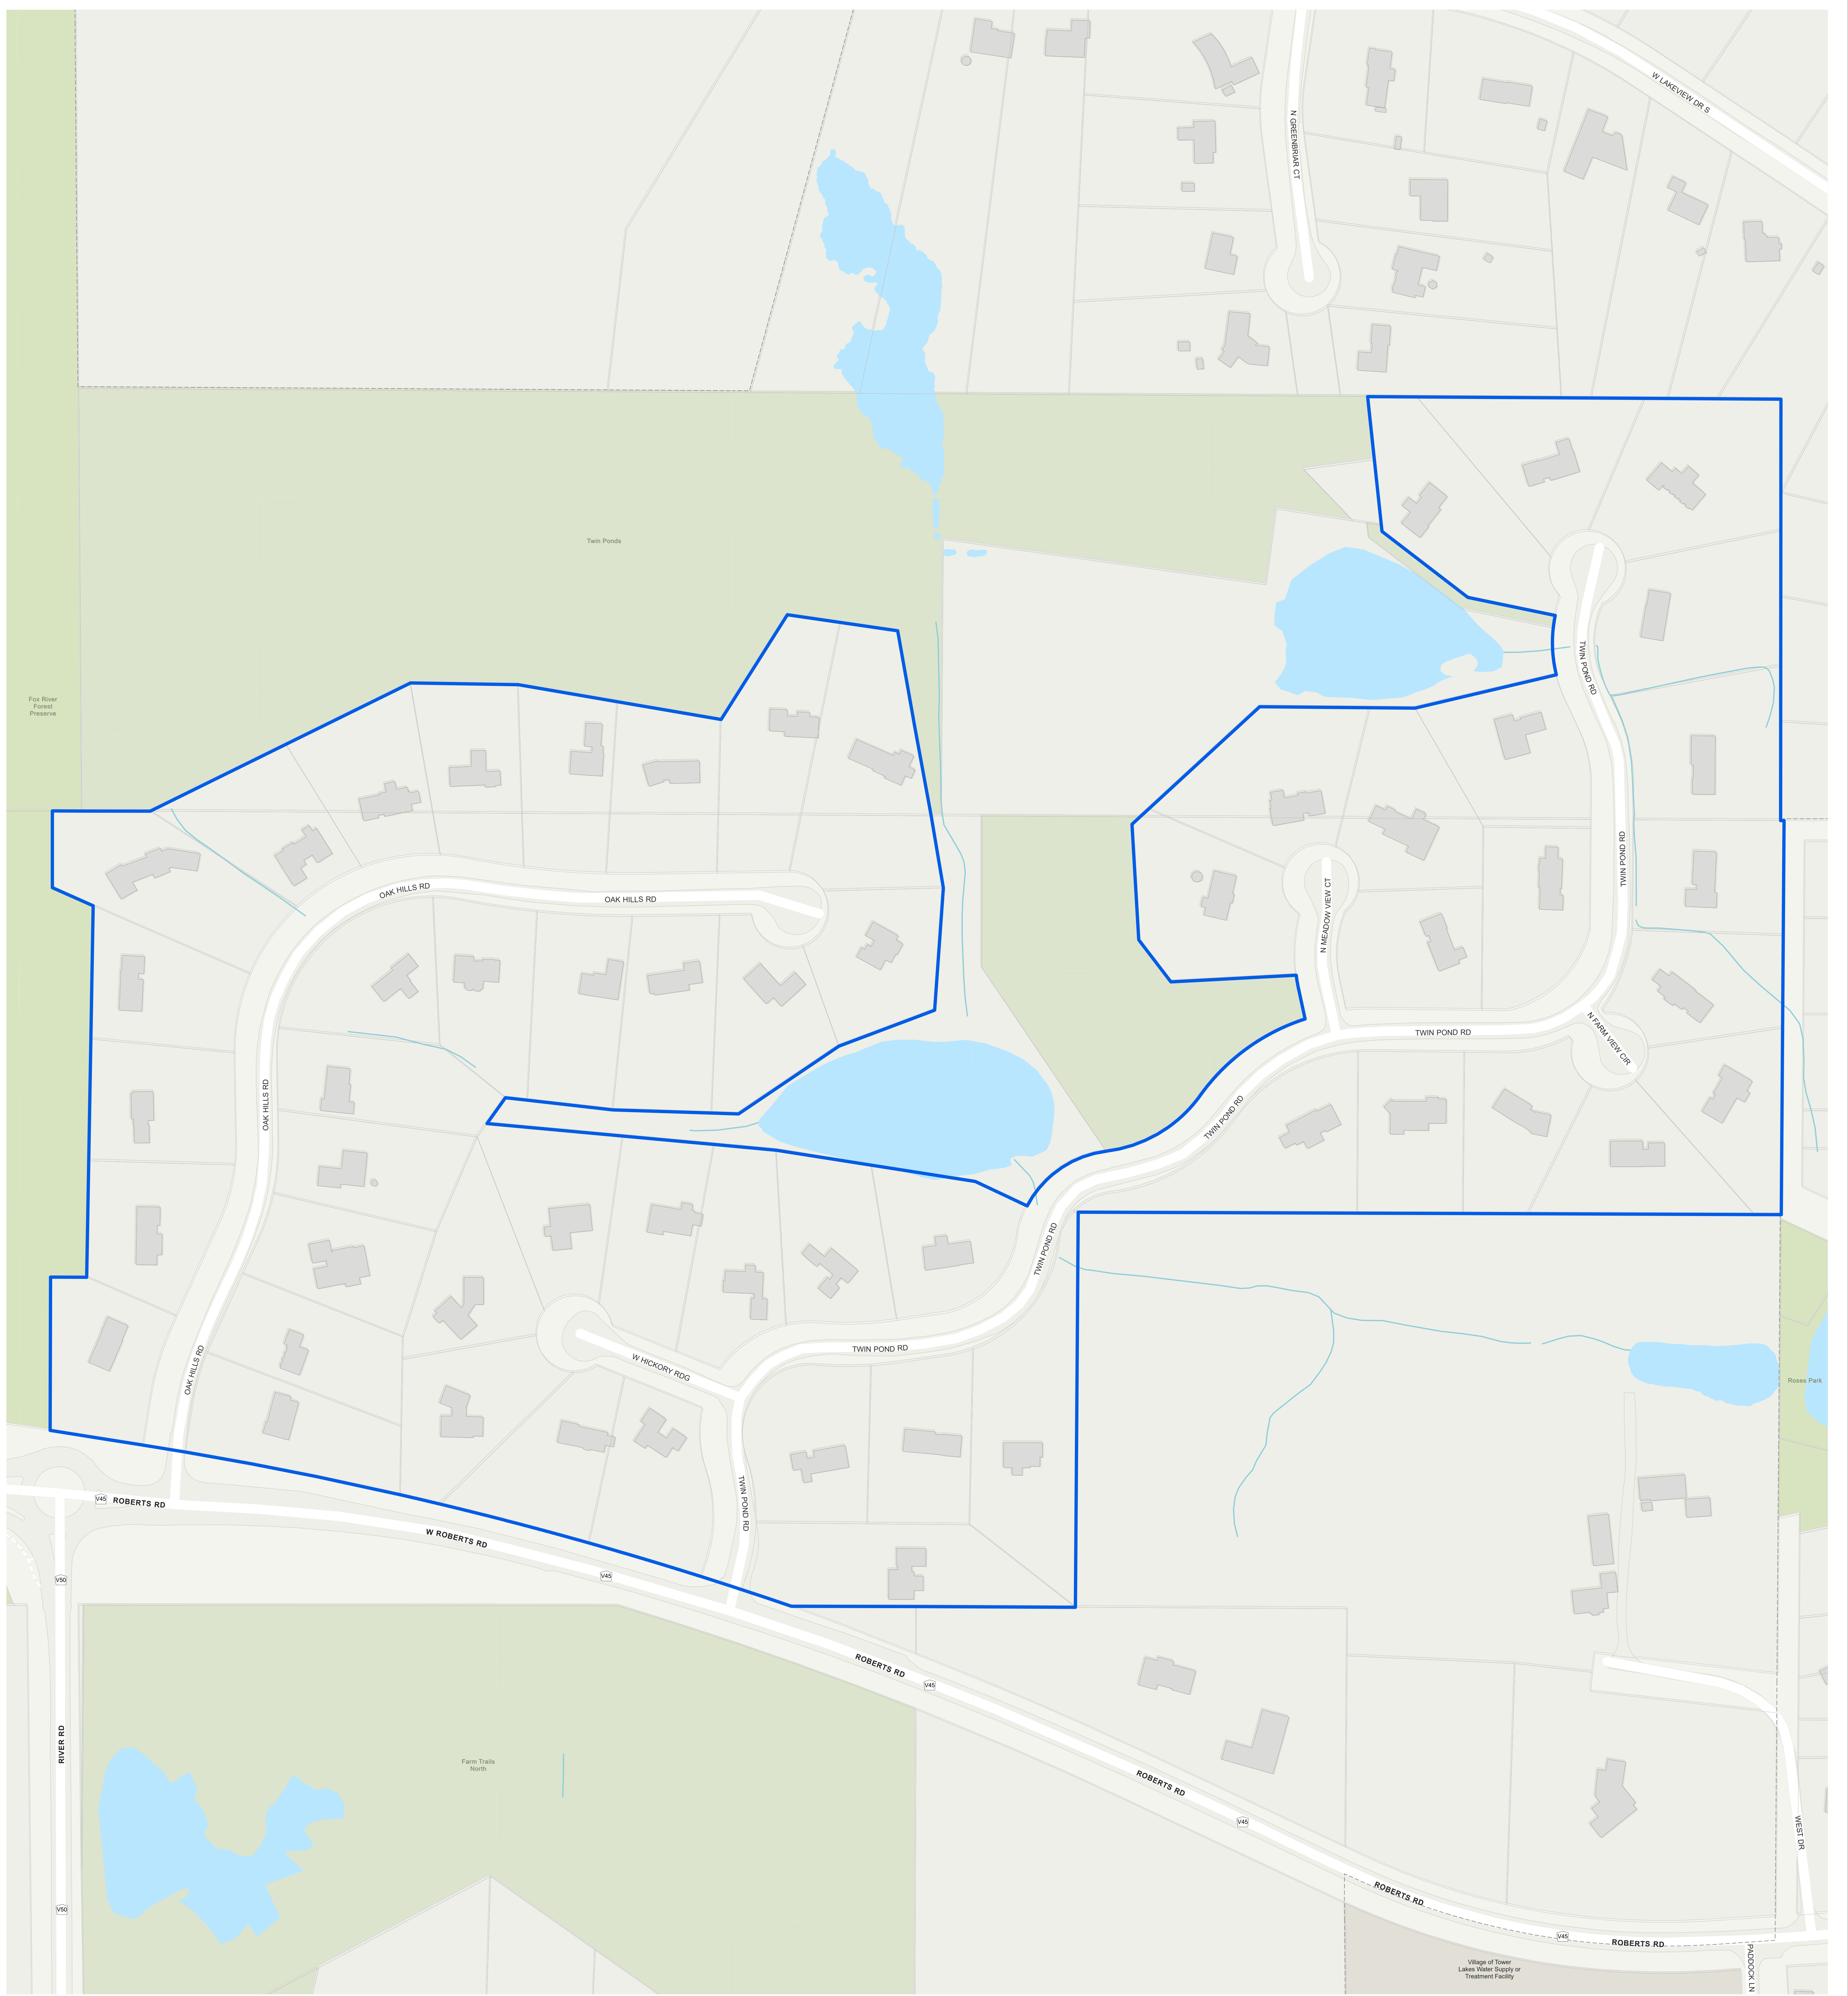 W LAKEVIEW DR S
N GREENBRIAR CT
Twin Ponds
Fox River
Forest
Preserve
TWIN POND RD
OAK HILLS RD
OAK HILLS RD
TWIN POND RD
N MEADOW VIEW CT
TWIN POND RD
N FARM VIEW CIR
OAK HILLS RD
TWIN POND RD
TWIN POND RD
TWIN POND RD
W HICKORY RDG
OAK HILLS RD
Roses Park
TWIN POND RD
V45
ROBERTS RD
W ROBERTS RD
V45
V50
ROBERTS RD
V45
RIVER RD
Farm Trails
North
ROBERTS RD
V45
WEST DR
ROBERTS RD
V50
V45
ROBERTS RD
Village of Tower
Lakes Water Supply or
Treatment Facility
PADDOCK LN